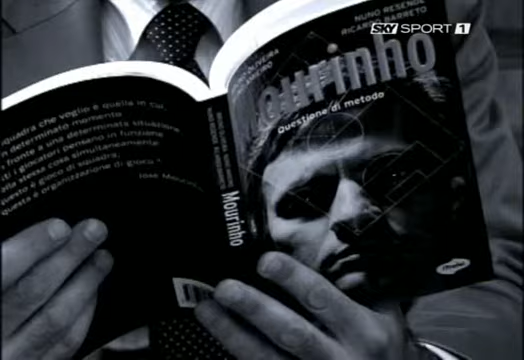 SKY SPORT 1
NUNO RESENDE
RICARDO BARRETO
OLIVEIRA
Mourinho
Questione di metodo
squadra che voglio è quella in cui,
determinato momento
fronte a una determinata situazione
giocatori pensano in funzione
stessa cosa simultaneamente.
questo è gioco di squadra,
questa è organizzazione di gioco."
José
Mourinho